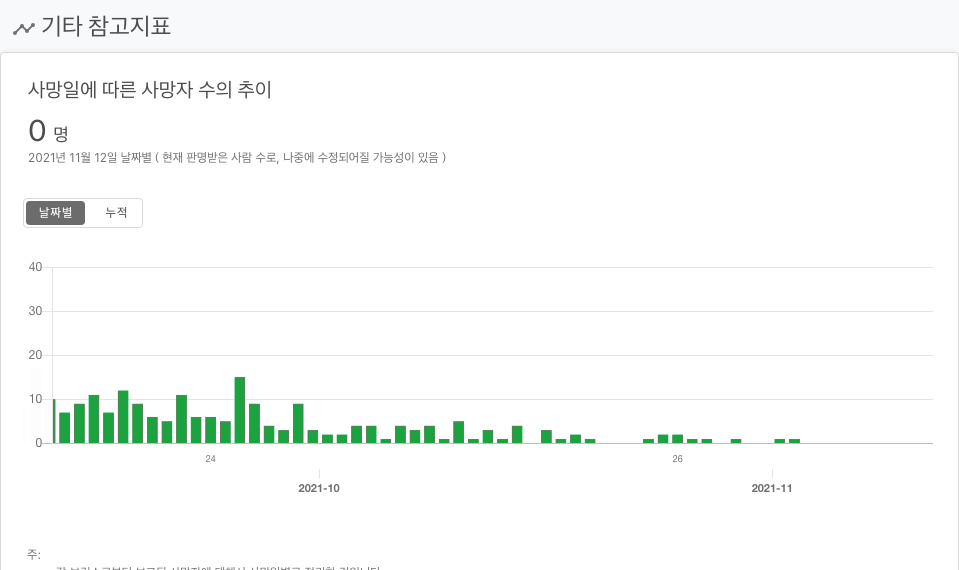 기타 참고지표
사망일에 따른 사망자 수의 추이
0 명
2021년 11월 12일 날짜별 ( 현재 판명받은 사람 수로, 나중에 수정되어질 가능성이 있음 )
날짜별 누적
40
30
20
10
0
24 26
2021-10 2021-11
주: